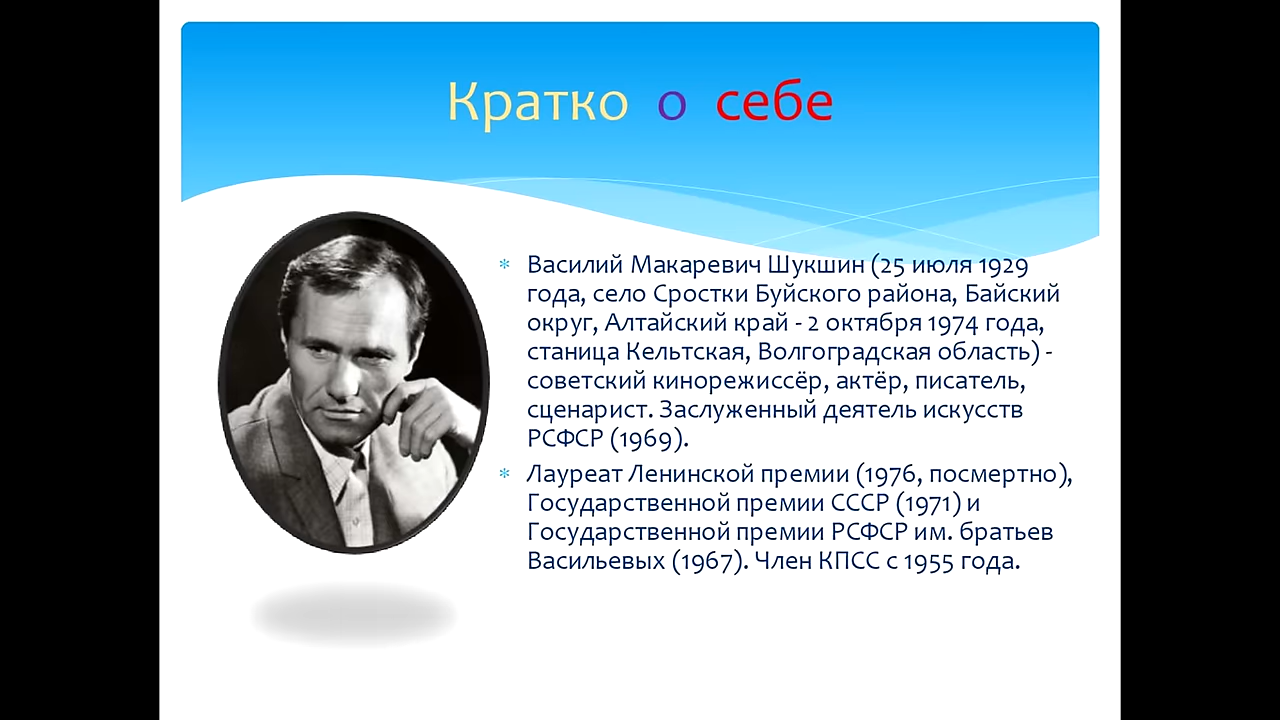 Кратко о себе
Василий Макаревич Шукшин (25 июля 1929
года, село Сростки Буйского района, Байский
округ, Алтайский край - 2 октября 1974 года,
станица Кельтская, Волгоградская область) -
советский кинорежиссёр, актёр, писатель,
сценарист. Заслуженный деятель искусств
РСФСР (1969).
Лауреат Ленинской премии (1976, посмертно),
Государственной премии СССР (1971) и
Государственной премии РСФСР им. братьев
Васильевых (1967). Член КПСС с 1955 года.